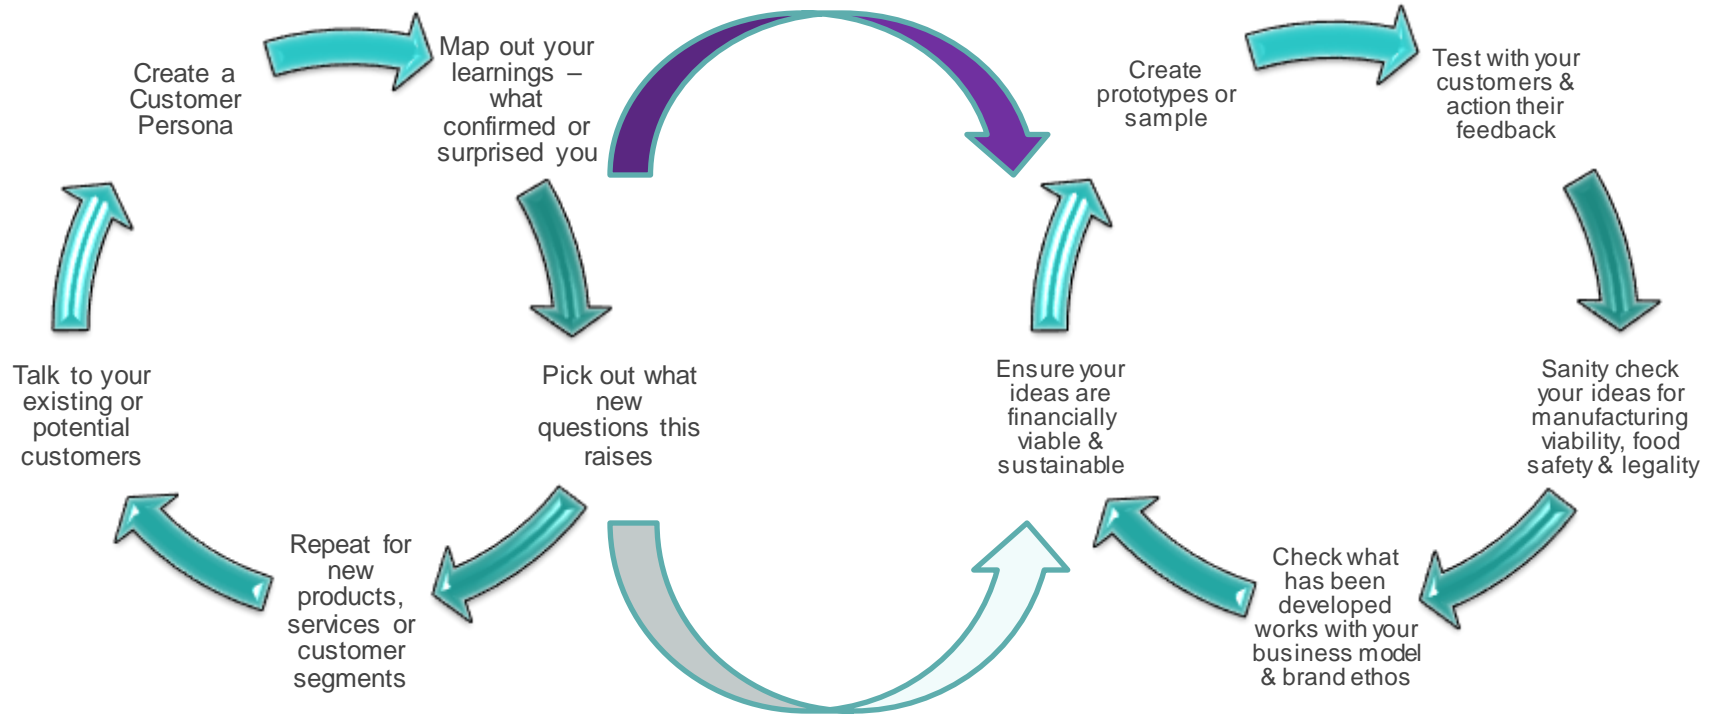 Create a
Customer
Persona
Map out your
learnings –
what
confirmed or
surprised you
Pick out what
new
questions this
raises
Repeat for
new
products,
services or
customer
segments
Talk to your
existing or
potential
customers
Create
prototypes or
sample
Test with your
customers &
action their
feedback
Sanity check
your ideas for
manufacturing
viability, food
safety & legality
Check what
has been
developed
works with your
business model
& brand ethos
Ensure your
ideas are
financially
viable &
sustainable